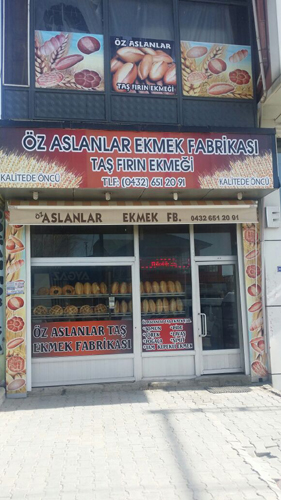 ÖZ ASLANLAR
TAŞ FIRIN EKMEĞİ
ÖZ ASLANLAR EKMEK FABRİKASI
TAŞ FIRIN EKMEĞİ
KALİTEDE ÖNCÜ
TLF: (0432) 651 20 91
KALİTEDE ÖNCÜ
ÖZ ASLANLAR EKMEK FB. 0432 651 20 91
ÖZ ASLANLAR TAŞ
EKMEK FABRİKASI